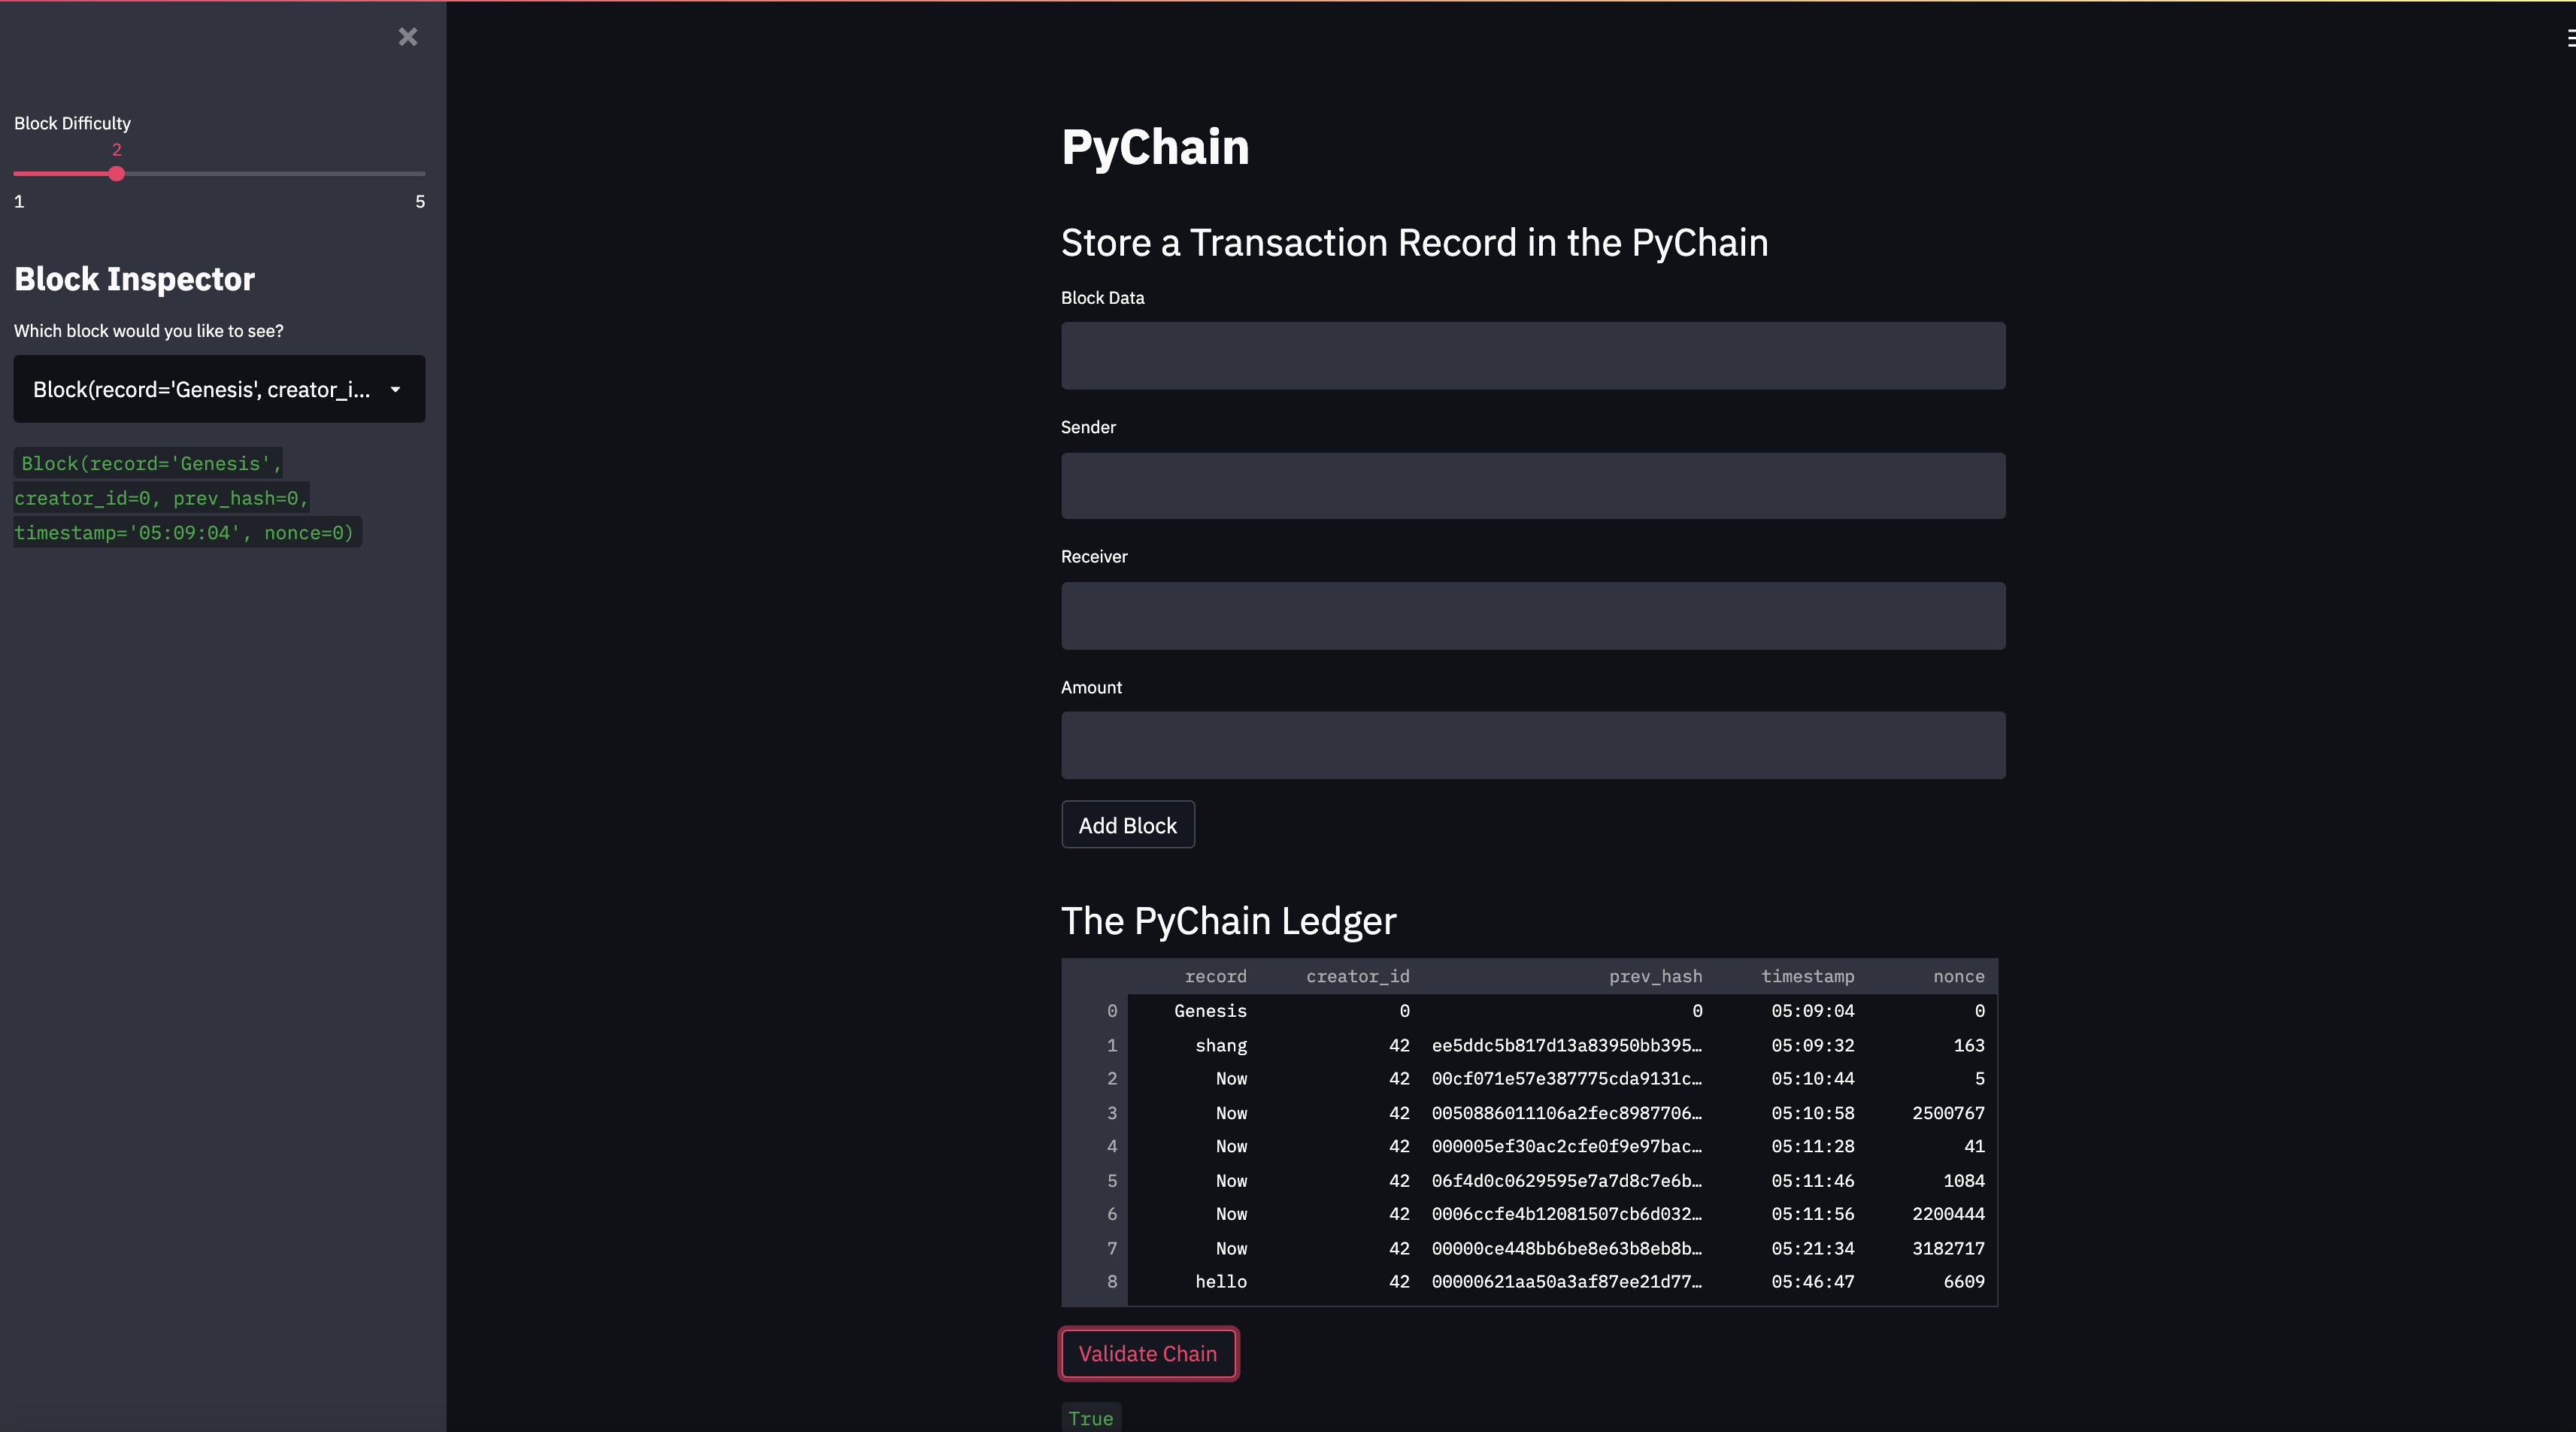 Block Difficulty
2
1 5
Block Inspector
Which block would you like to see?
Block(record='Genesis', creator_i...
Block(record='Genesis',
creator_id=0, prev_hash=0,
timestamp='05:09:04', nonce=0)
PyChain
Store a Transaction Record in the PyChain
Block Data
Sender
Receiver
Amount
Add Block
The PyChain Ledger
record creator_id prev_hash timestamp nonce
0 Genesis 0 0 05:09:04 0
1 shang 42 ee5ddc5b817d13a83950bb395… 05:09:32 163
2 Now 42 00cf071e57e387775cda9131c… 05:10:44 5
3 Now 42 0050886011106a2fec8987706… 05:10:58 2500767
4 Now 42 000005ef30ac2cfe0f9e97bac… 05:11:28 41
5 Now 42 06f4d0c0629595e7a7d8c7e6b… 05:11:46 1084
6 Now 42 0006ccfe4b12081507cb6d032… 05:11:56 2200444
7 Now 42 00000ce448bb6be8e63b8eb8b… 05:21:34 3182717
8 hello 42 00000621aa50a3af87ee21d77… 05:46:47 6609
Validate Chain
True